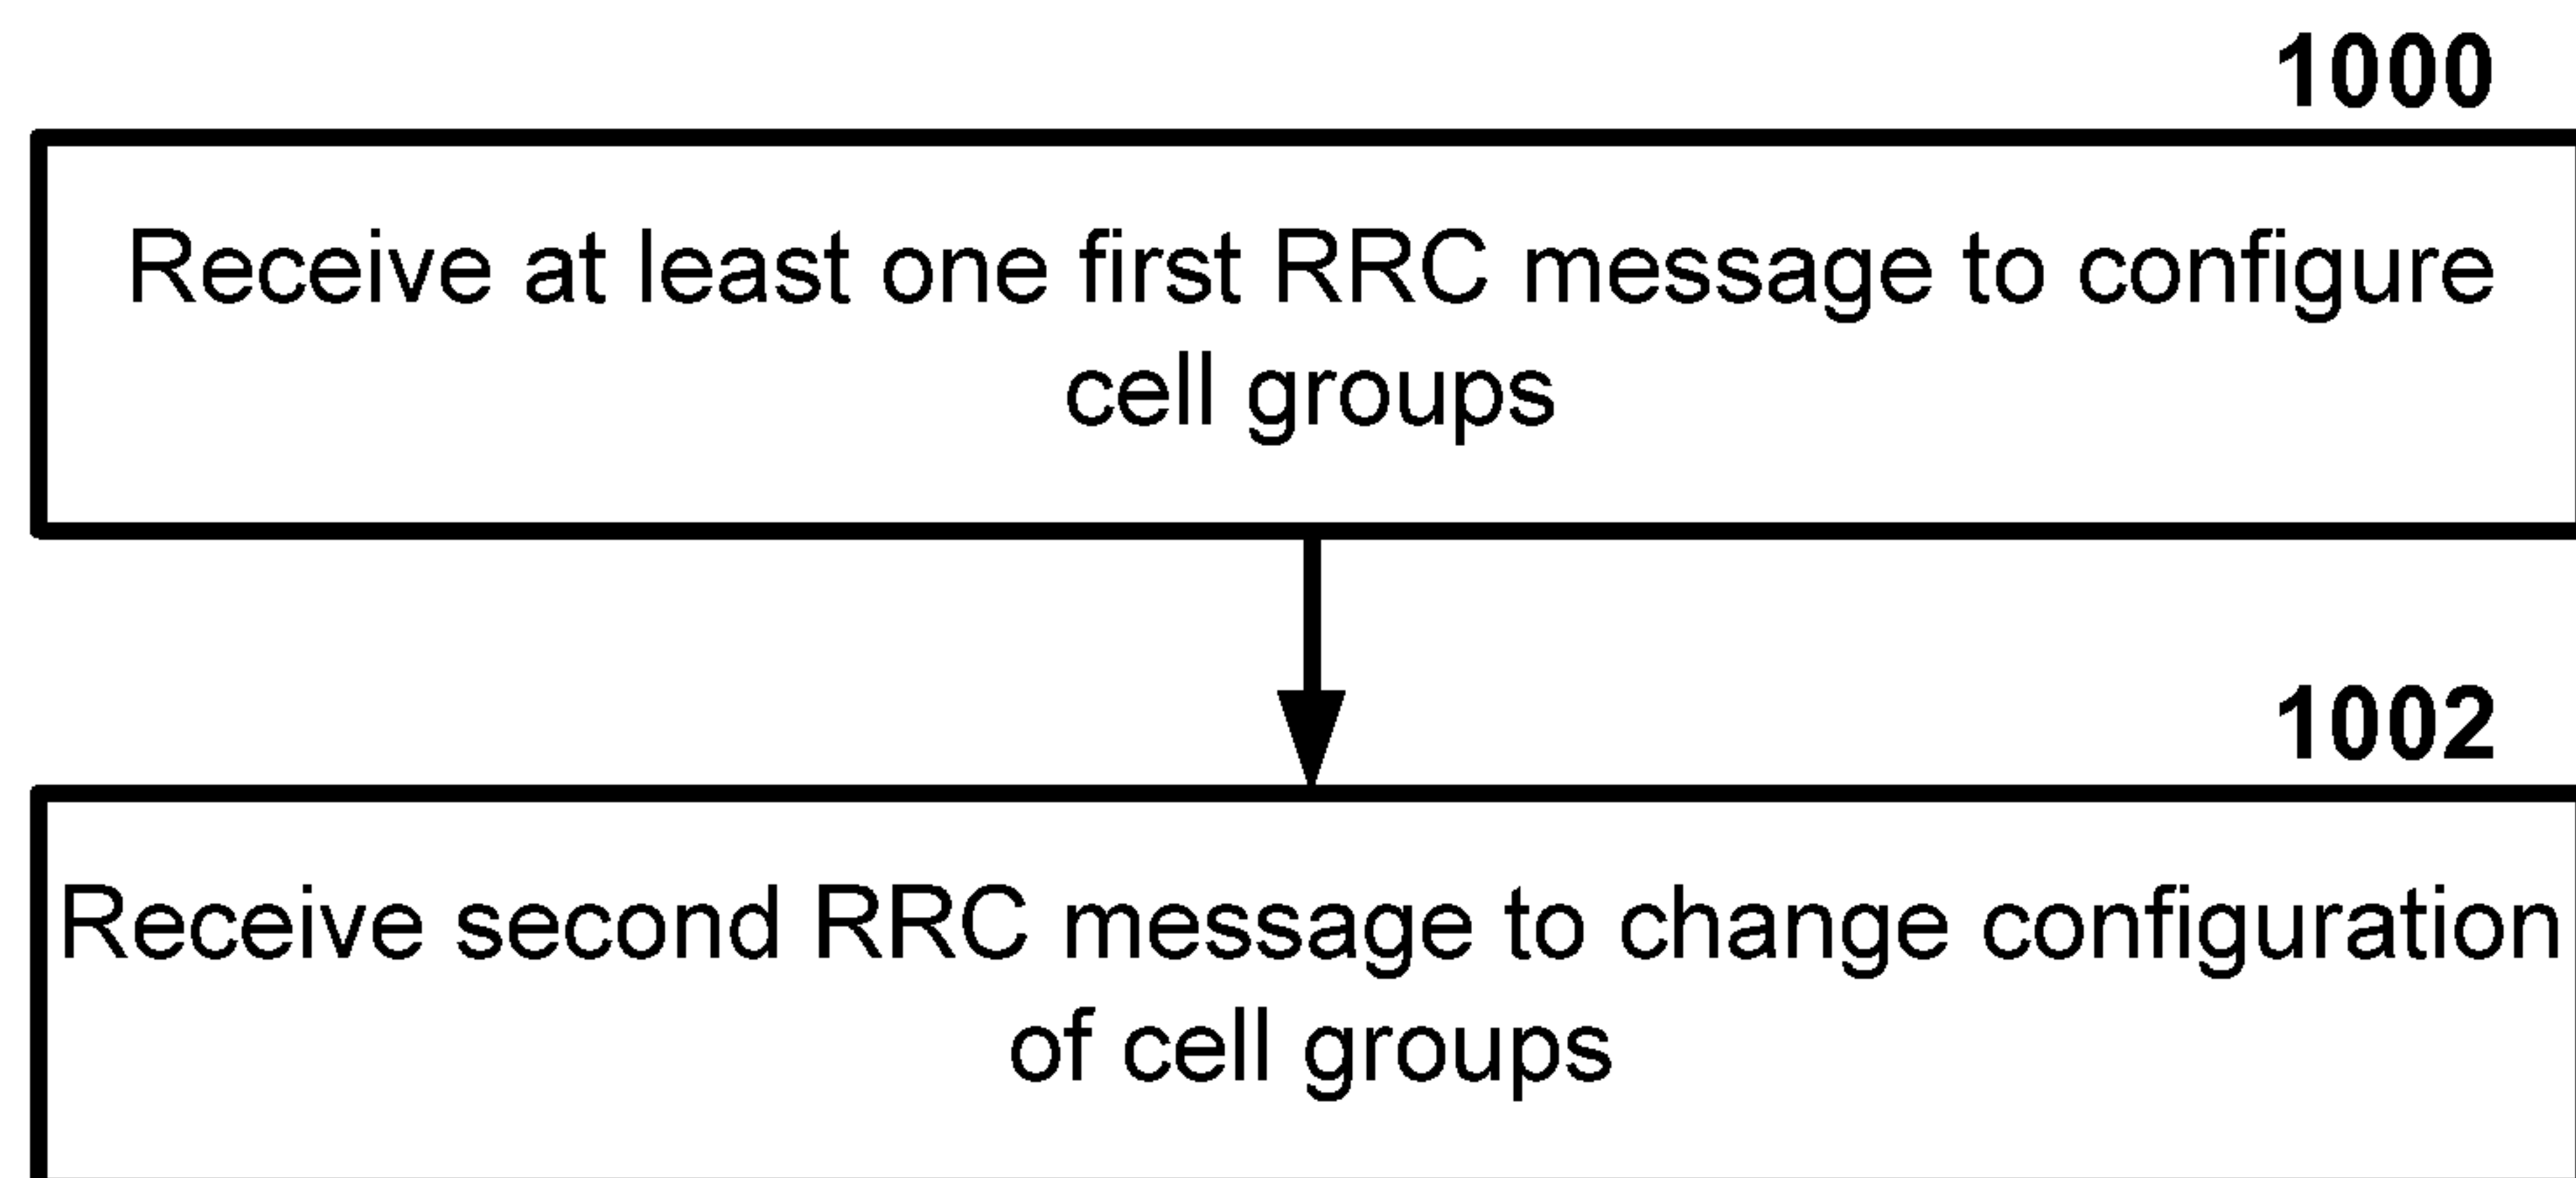 1000
Receive at least one first RRC message to configure
cell groups
1002
Receive second RRC message to change configuration
of cell groups